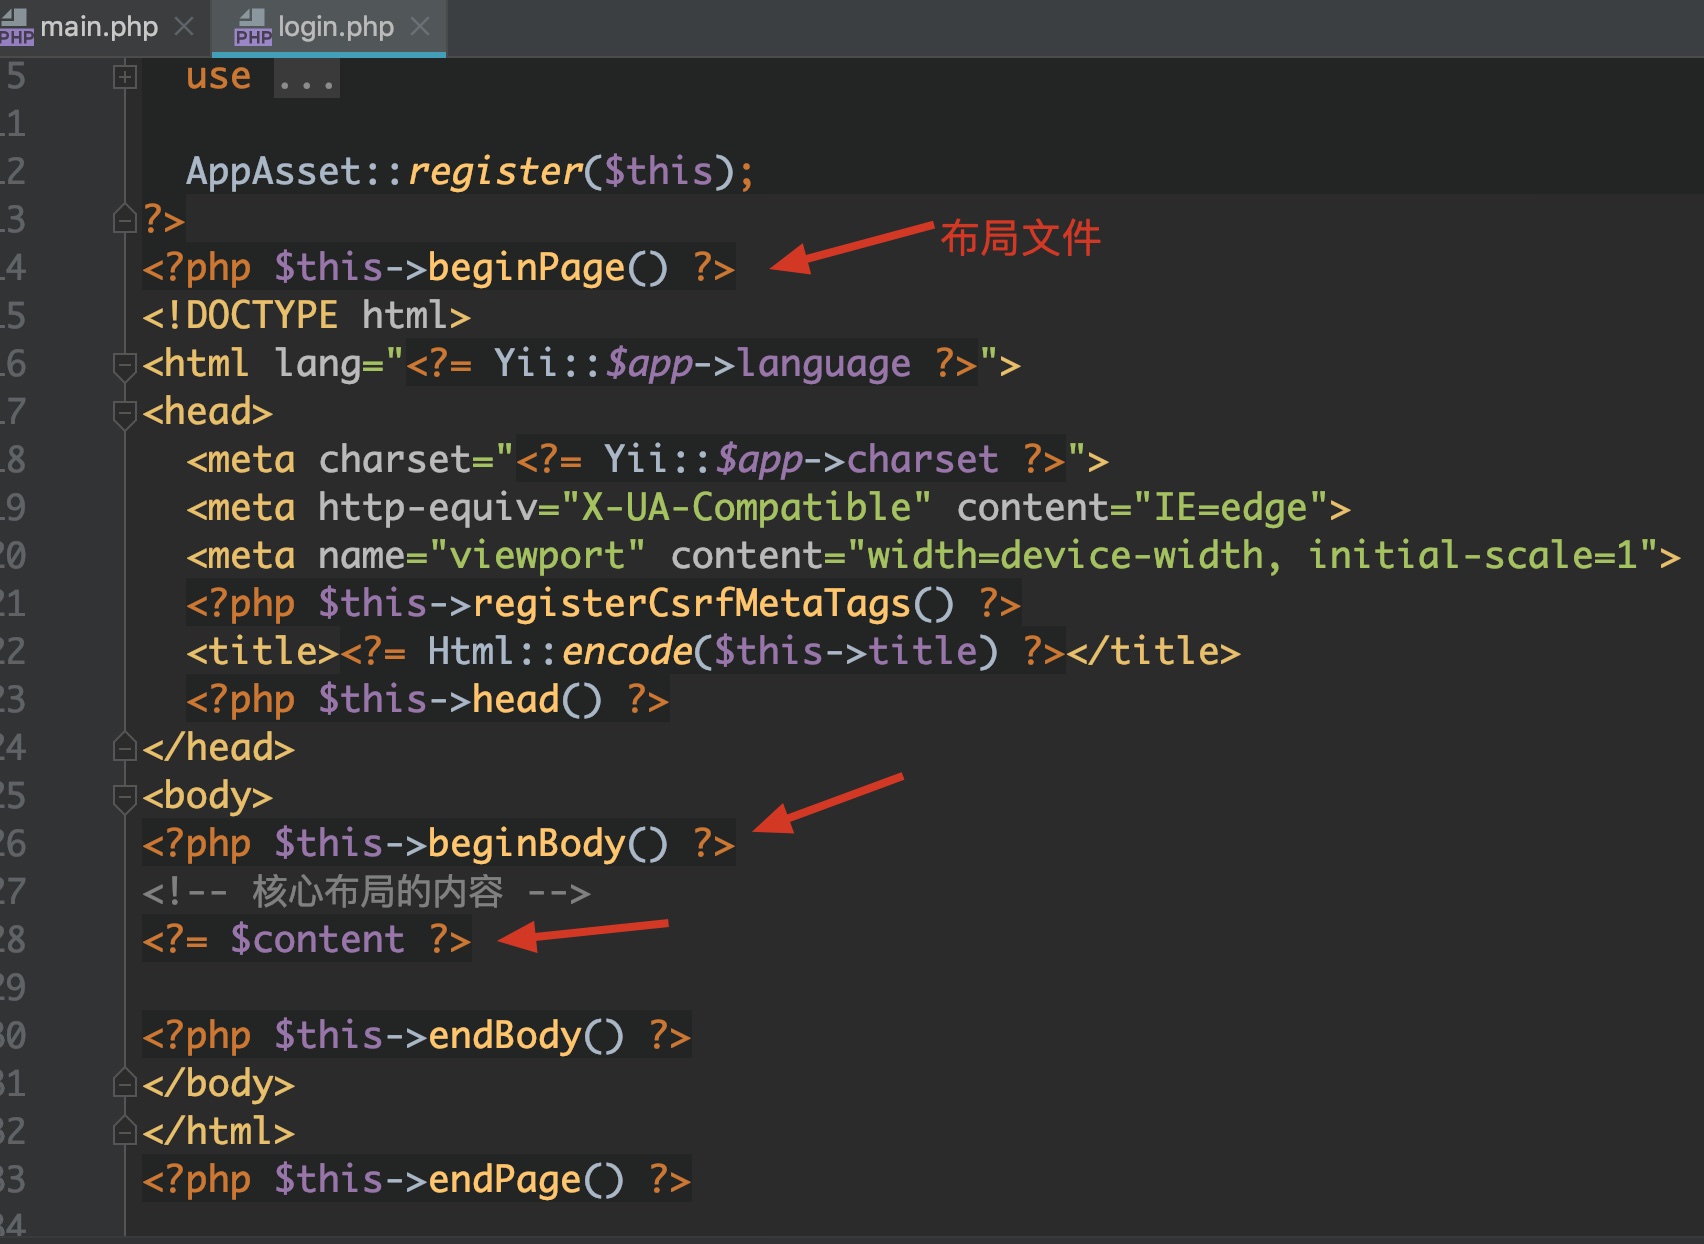 PHP main.php × PHP login.php ×
5 use ...
11
12 AppAsset::register($this);
13 ?>
14 <?php $this->beginPage() ?> 布局文件
15 <!DOCTYPE html>
16 <html lang="<?= Yii::$app->language ?>">
17 <head>
18 <meta charset="<?= Yii::$app->charset ?>">
19 <meta http-equiv="X-UA-Compatible" content="IE=edge">
20 <meta name="viewport" content="width=device-width, initial-scale=1">
21 <?php $this->registerCsrfMetaTags() ?>
22 <title><?= Html::encode($this->title) ?></title>
23 <?php $this->head() ?>
24 </head>
25 <body>
26 <?php $this->beginBody() ?>
27 <!-- 核心布局的内容 -->
28 <?= $content ?>
29
30 <?php $this->endBody() ?>
31 </body>
32 </html>
33 <?php $this->endPage() ?>
34